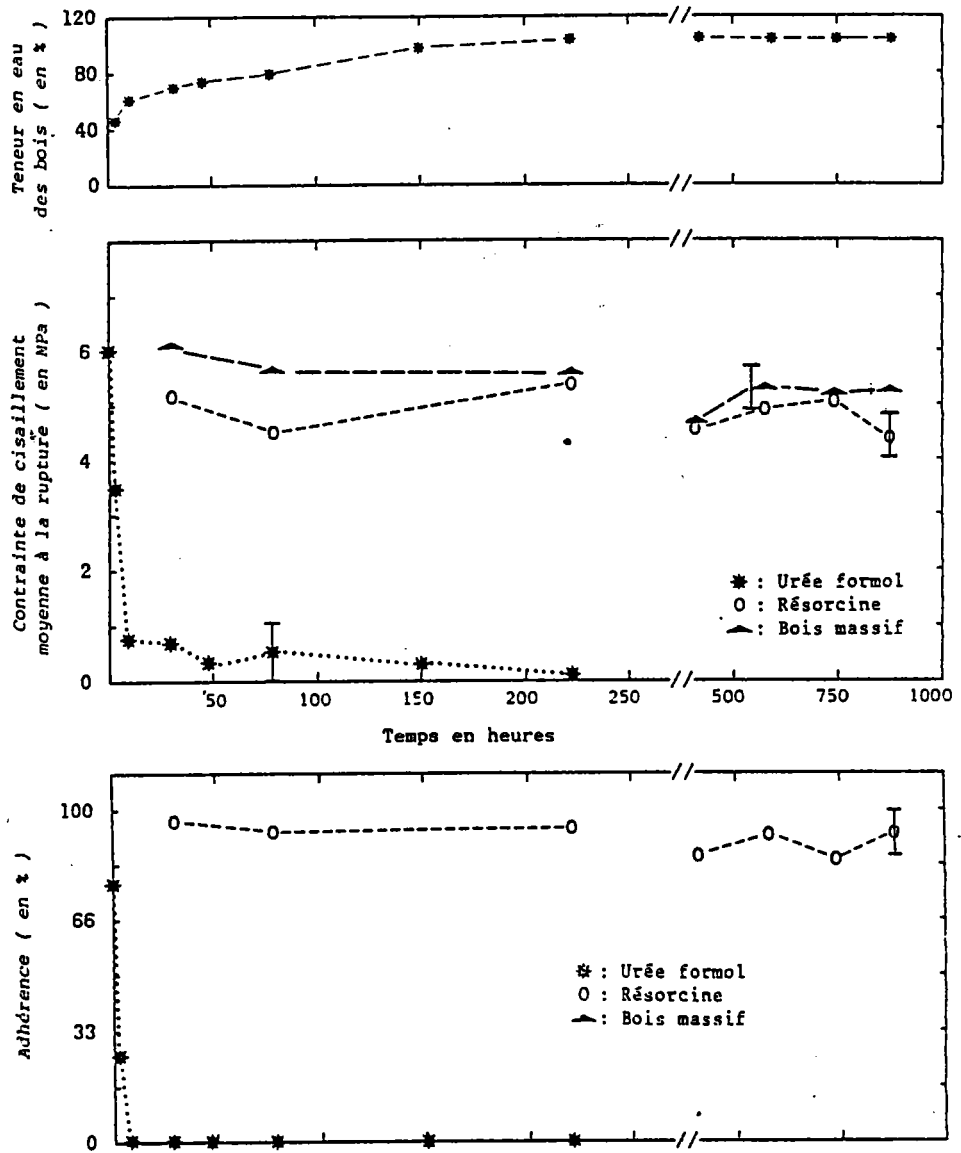 Teneur en eau
des bois ( en % )
120
80
40
0
Contrainte de cisaillement
moyenne à la rupture ( en MPa )
6
4
2
0
: Urée formol
: Résorcine
: Bois massif
50
100
150
200
250
500
750
1000
Temps en heures
Adhérence ( en % )
100
66
33
0
: Urée formol
: Résorcine
: Bois massif